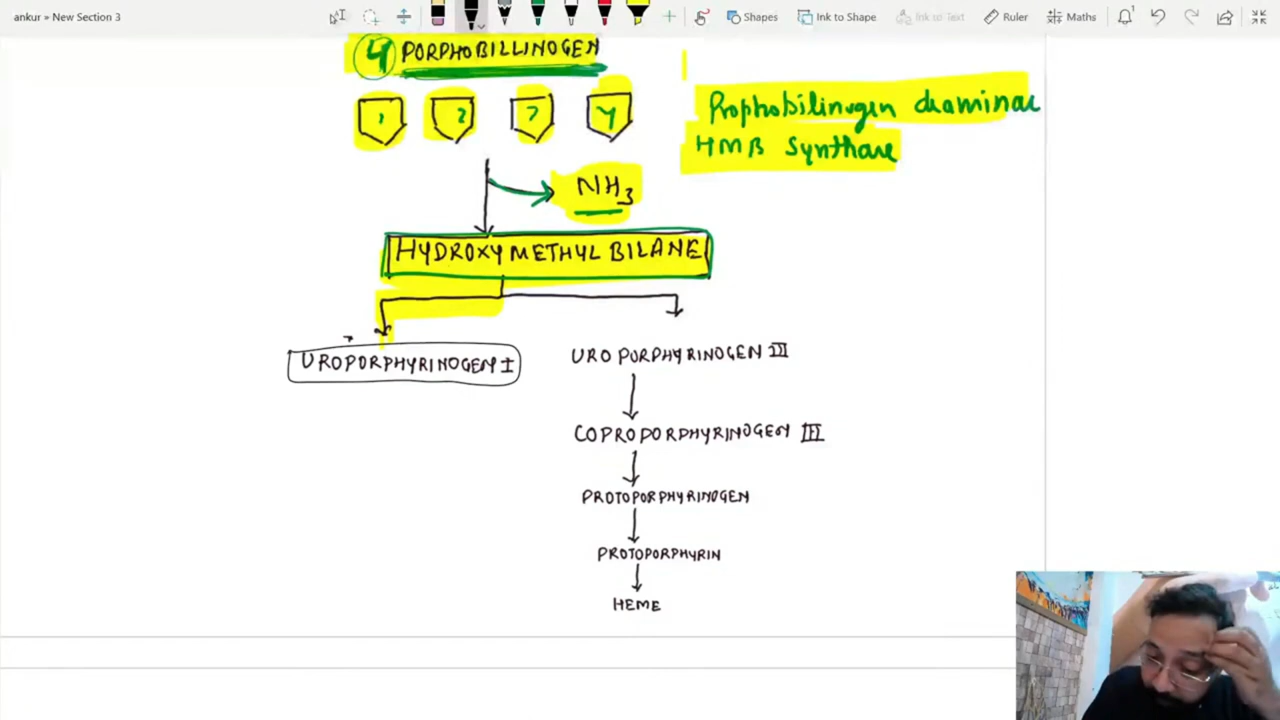 ankur » New Section 3
Shapes
Ink to Shape
Ink to Text
Ruler
Maths
4 PORPHOBILLINOGEN
1 2 3 4
Prophobilinogen deaminase
HMB Synthase
NH3
HYDROXY METHYL BILANE
UROPORPHYRINOGEN I
URO PORPHYRINOGEN III
COPROPORPHYRINOGEN III
PROTOPORPHYRINOGEN
PROTOPORPHYRIN
HEME